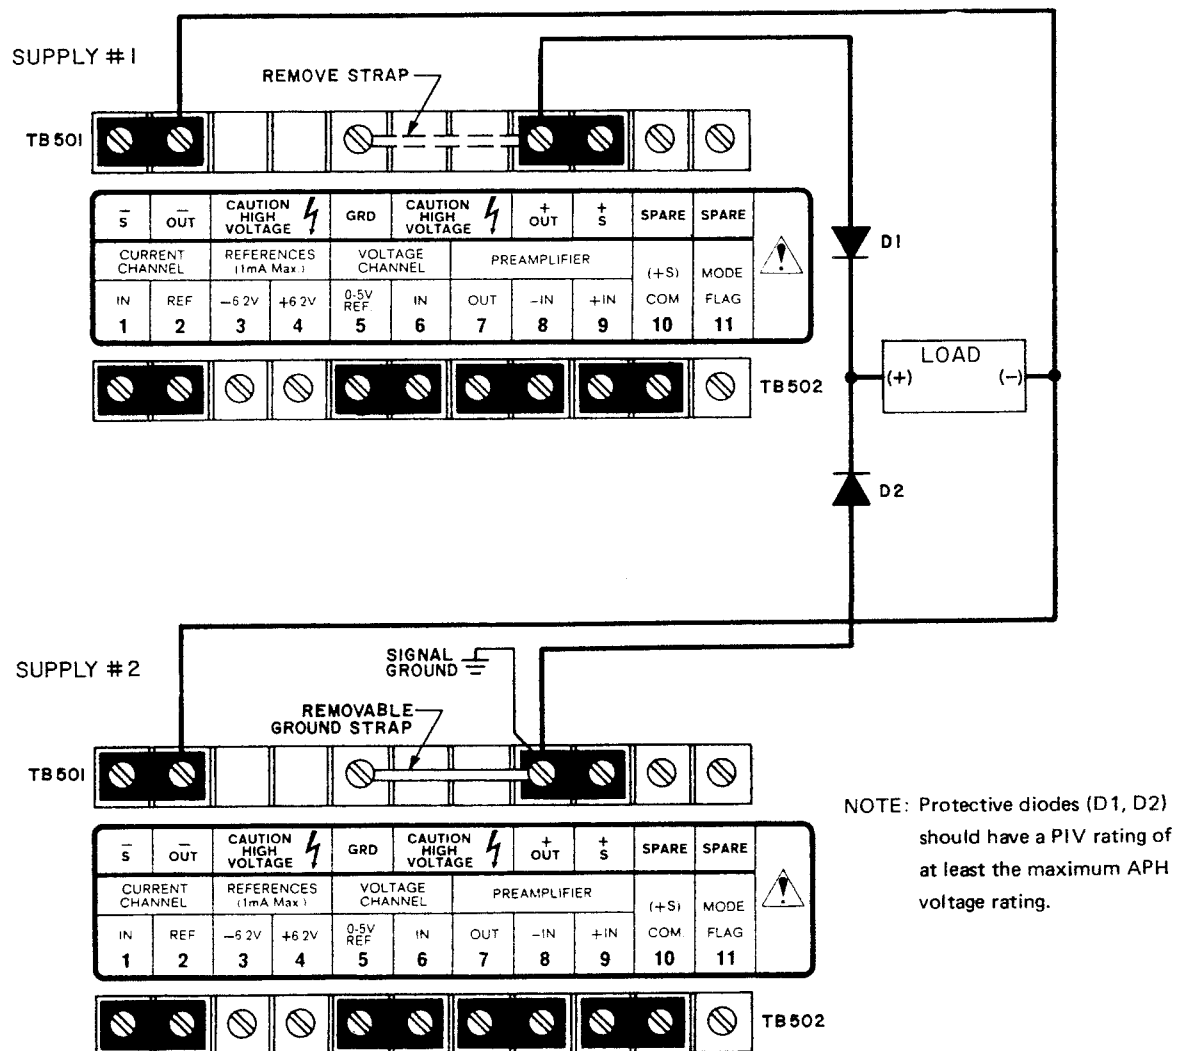 SUPPLY #1
REMOVE STRAP
TB501
– S
– OUT
CAUTION HIGH VOLTAGE
GRD
CAUTION HIGH VOLTAGE
+ OUT
+ S
SPARE
SPARE
CURRENT CHANNEL
REFERENCES (1mA Max.)
VOLTAGE CHANNEL
PREAMPLIFIER
(+S)
MODE
IN
REF
–6.2V
+6.2V
0-5V REF.
IN
OUT
–IN
+IN
COM
FLAG
1 2 3 4 5 6 7 8 9 10 11
!
TB502
D1
LOAD
(+) (–)
D2
SUPPLY #2
SIGNAL GROUND
REMOVABLE GROUND STRAP
TB501
– S
– OUT
CAUTION HIGH VOLTAGE
GRD
CAUTION HIGH VOLTAGE
+ OUT
+ S
SPARE
SPARE
CURRENT CHANNEL
REFERENCES (1mA Max.)
VOLTAGE CHANNEL
PREAMPLIFIER
(+S)
MODE
IN
REF
–6.2V
+6.2V
0-5V REF
IN
OUT
–IN
+IN
COM.
FLAG
1 2 3 4 5 6 7 8 9 10 11
!
TB502
NOTE: Protective diodes (D1, D2)
should have a PIV rating of
at least the maximum APH
voltage rating.